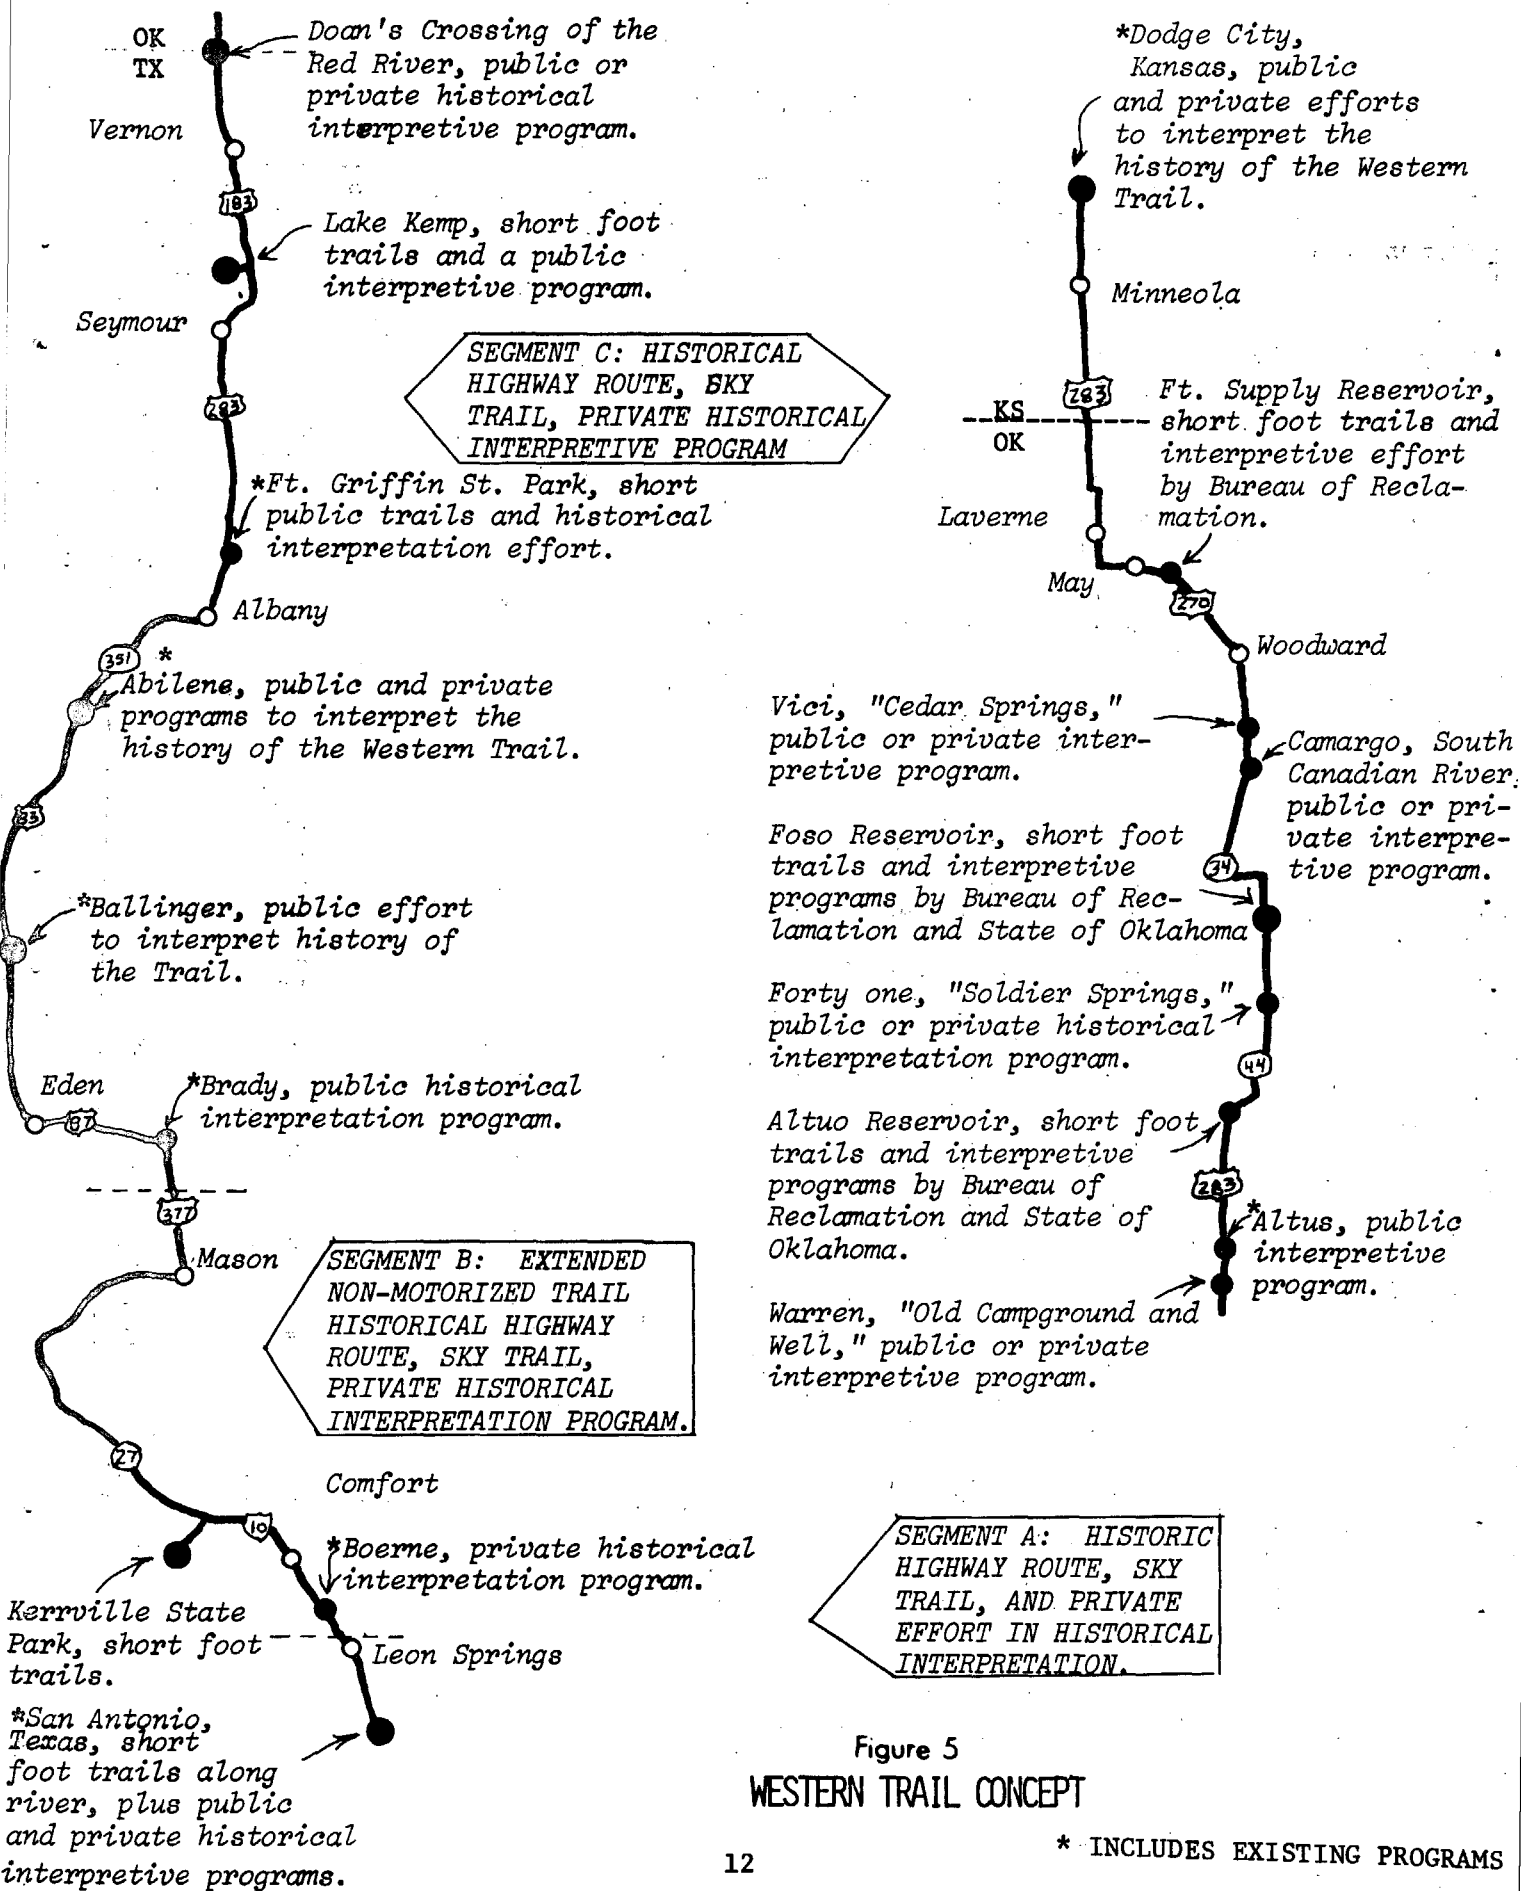 OK
TX
Doan's Crossing of the
Red River, public or
private historical
interpretive program.
Vernon
183
Lake Kemp, short foot
trails and a public
interpretive program.
Seymour
283
SEGMENT C: HISTORICAL
HIGHWAY ROUTE, SKY
TRAIL, PRIVATE HISTORICAL
INTERPRETIVE PROGRAM
*Ft. Griffin St. Park, short
public trails and historical
interpretation effort.
Albany
351
*
Abilene, public and private
programs to interpret the
history of the Western Trail.
83
*Ballinger, public effort
to interpret history of
the Trail.
Eden
87
*Brady, public historical
interpretation program.
377
Mason
SEGMENT B: EXTENDED
NON-MOTORIZED TRAIL
HISTORICAL HIGHWAY
ROUTE, SKY TRAIL,
PRIVATE HISTORICAL
INTERPRETATION PROGRAM.
27
Comfort
10
*Boerne, private historical
interpretation program.
Kerrville State
Park, short foot
trails.
Leon Springs
*San Antonio,
Texas, short
foot trails along
river, plus public
and private historical
interpretive programs.
*Dodge City,
Kansas, public
and private efforts
to interpret the
history of the Western
Trail.
Minneola
283
KS
OK
Ft. Supply Reservoir,
short foot trails and
interpretive effort
by Bureau of Recla-
mation.
Laverne
May
270
Woodward
Vici, "Cedar Springs,"
public or private inter-
pretive program.
Camargo, South
Canadian River,
public or pri-
vate interpre-
tive program.
Foso Reservoir, short foot
trails and interpretive
programs by Bureau of Rec-
lamation and State of Oklahoma
34
Forty one, "Soldier Springs,"
public or private historical
interpretation program.
44
Altuo Reservoir, short foot
trails and interpretive
programs by Bureau of
Reclamation and State of
Oklahoma.
283
*Altus, public
interpretive
program.
Warren, "Old Campground and
Well," public or private
interpretive program.
SEGMENT A: HISTORIC
HIGHWAY ROUTE, SKY
TRAIL, AND PRIVATE
EFFORT IN HISTORICAL
INTERPRETATION.
Figure 5
WESTERN TRAIL CONCEPT
* INCLUDES EXISTING PROGRAMS
12